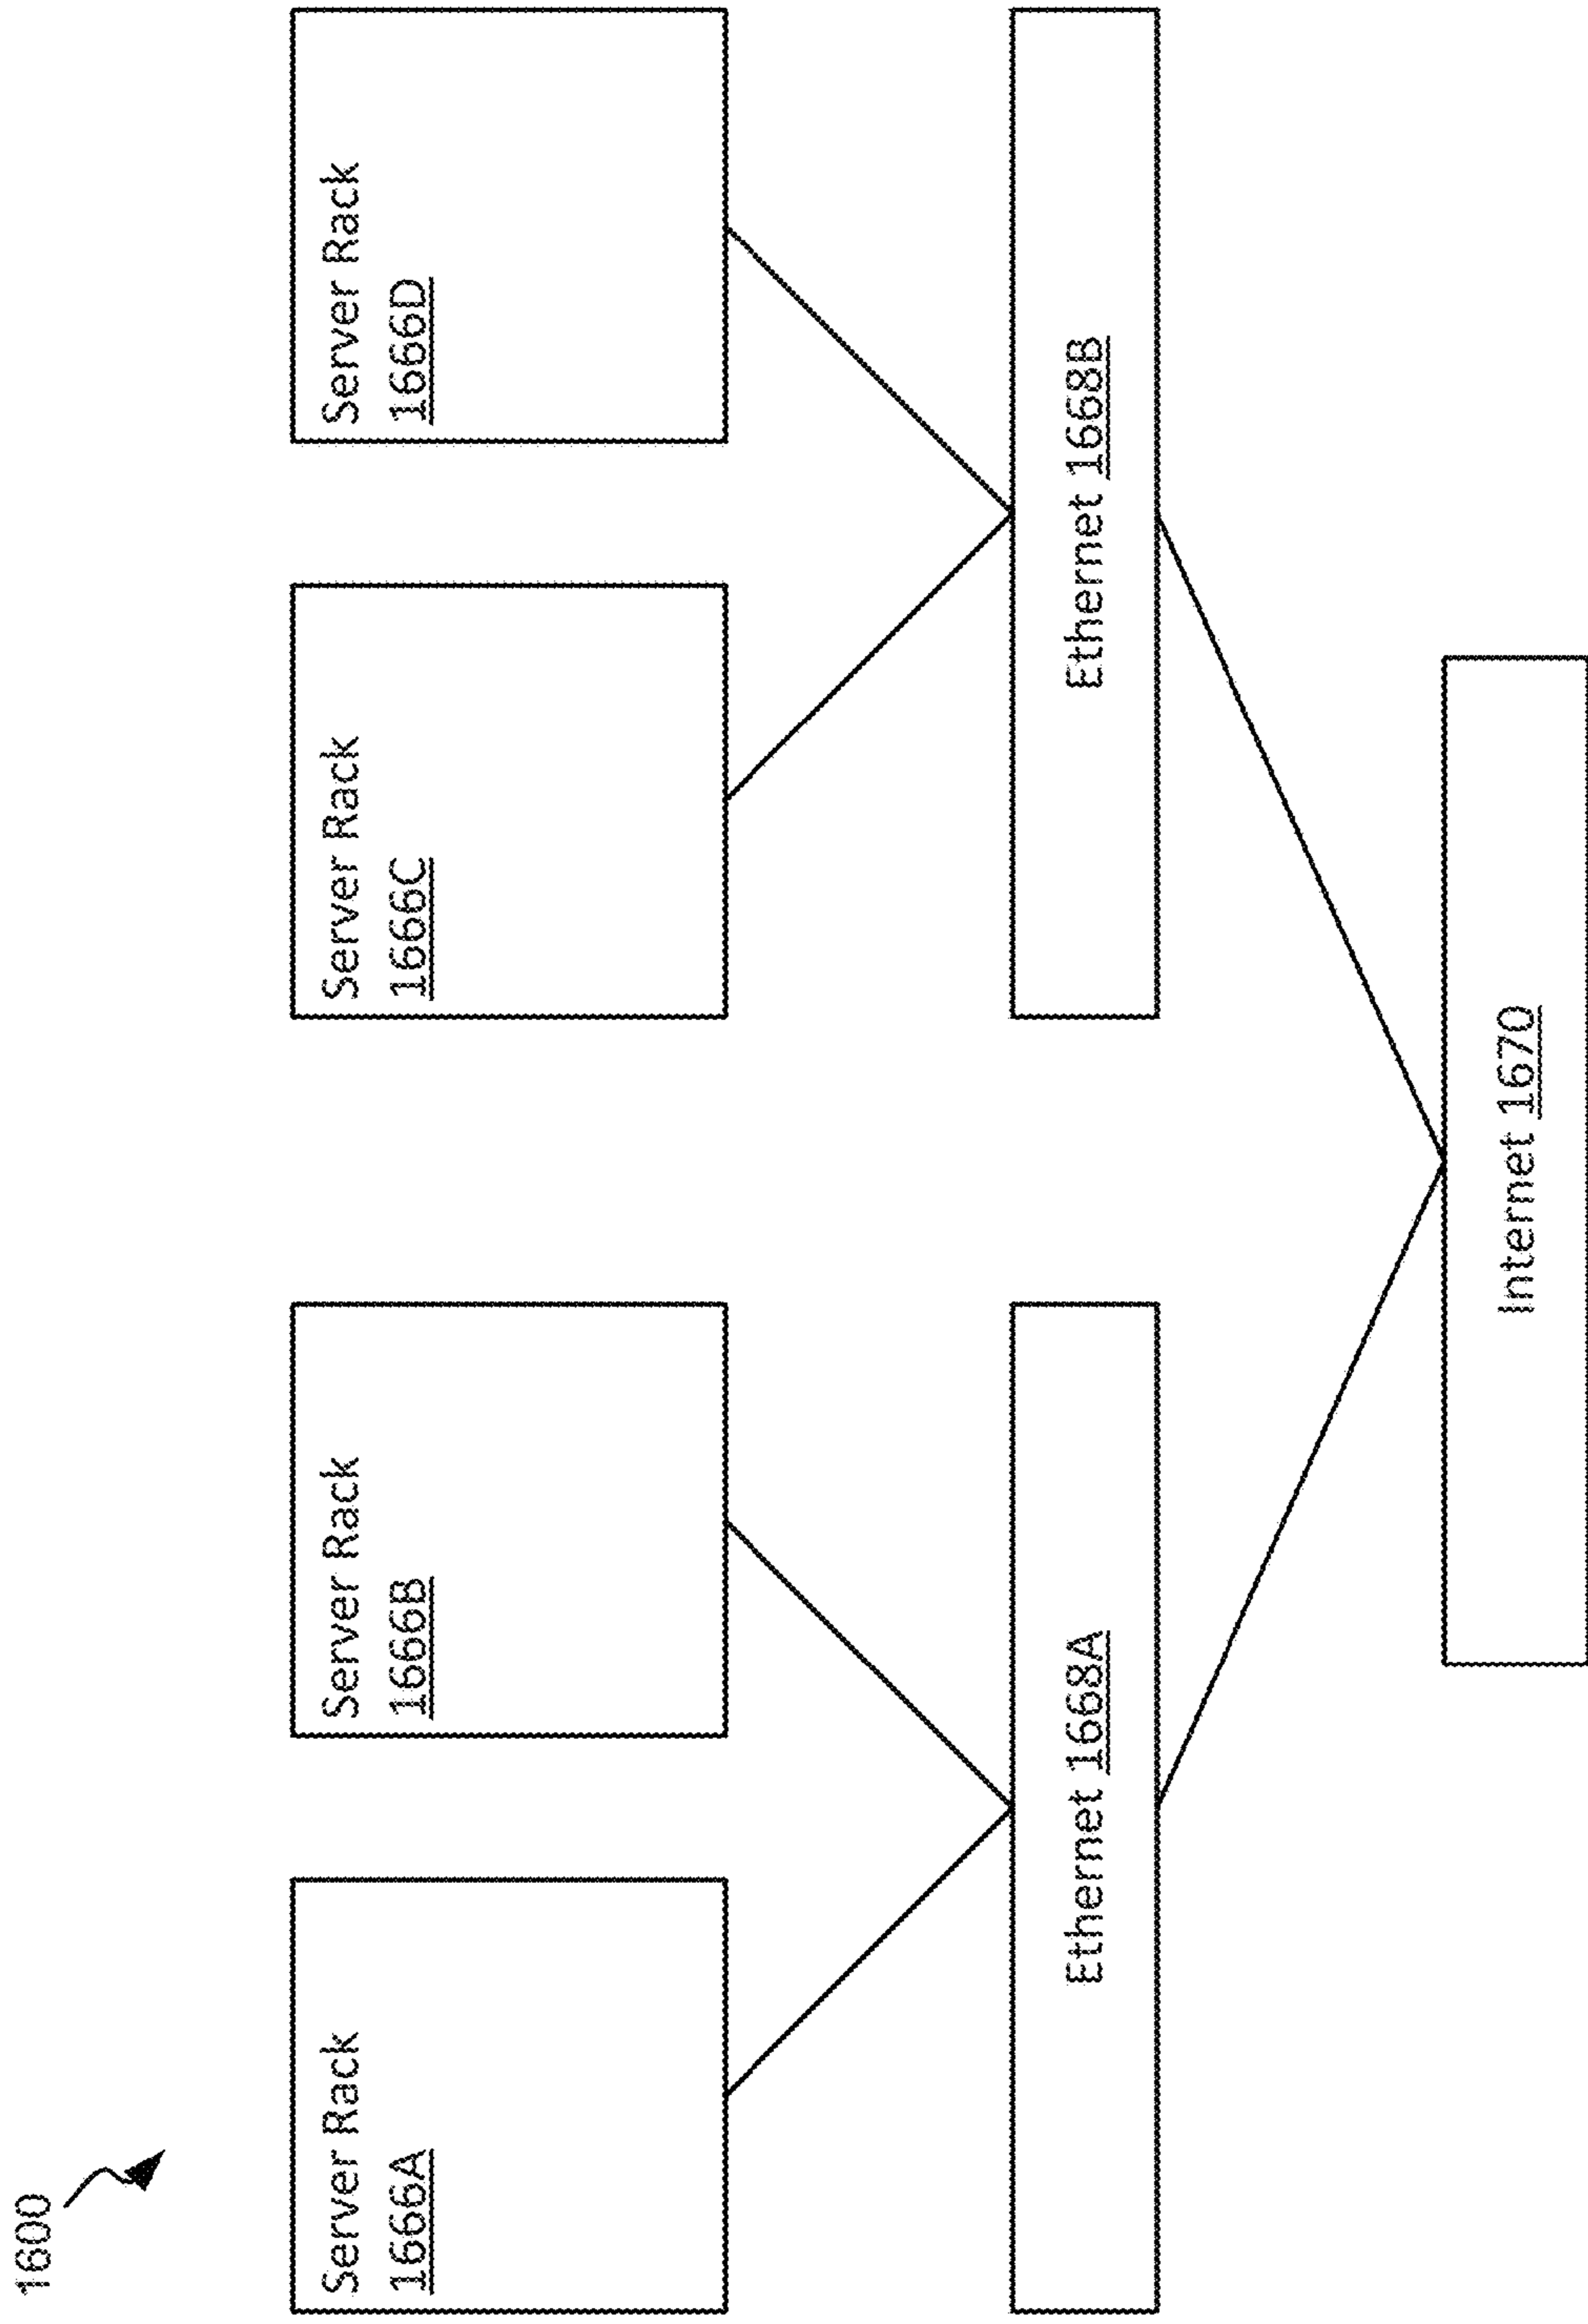 1600
Server Rack
1666A
Server Rack
1666B
Server Rack
1666C
Server Rack
1666D
Ethernet 1668A
Ethernet 1668B
Internet 1670